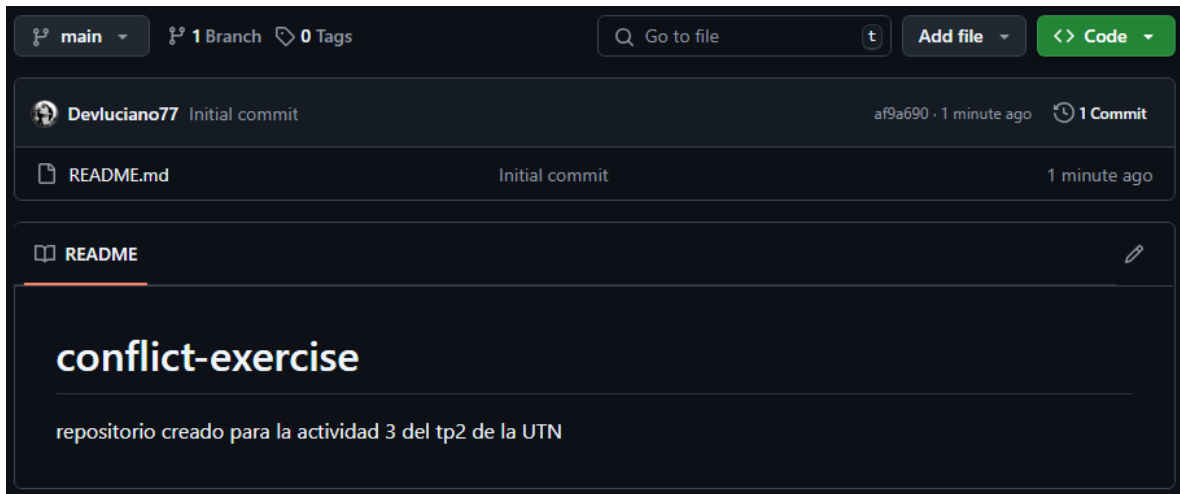 main 1 Branch 0 Tags Go to file t Add file <> Code
Devluciano77 Initial commit af9a690 · 1 minute ago 1 Commit
README.md Initial commit 1 minute ago
README
conflict-exercise
repositorio creado para la actividad 3 del tp2 de la UTN